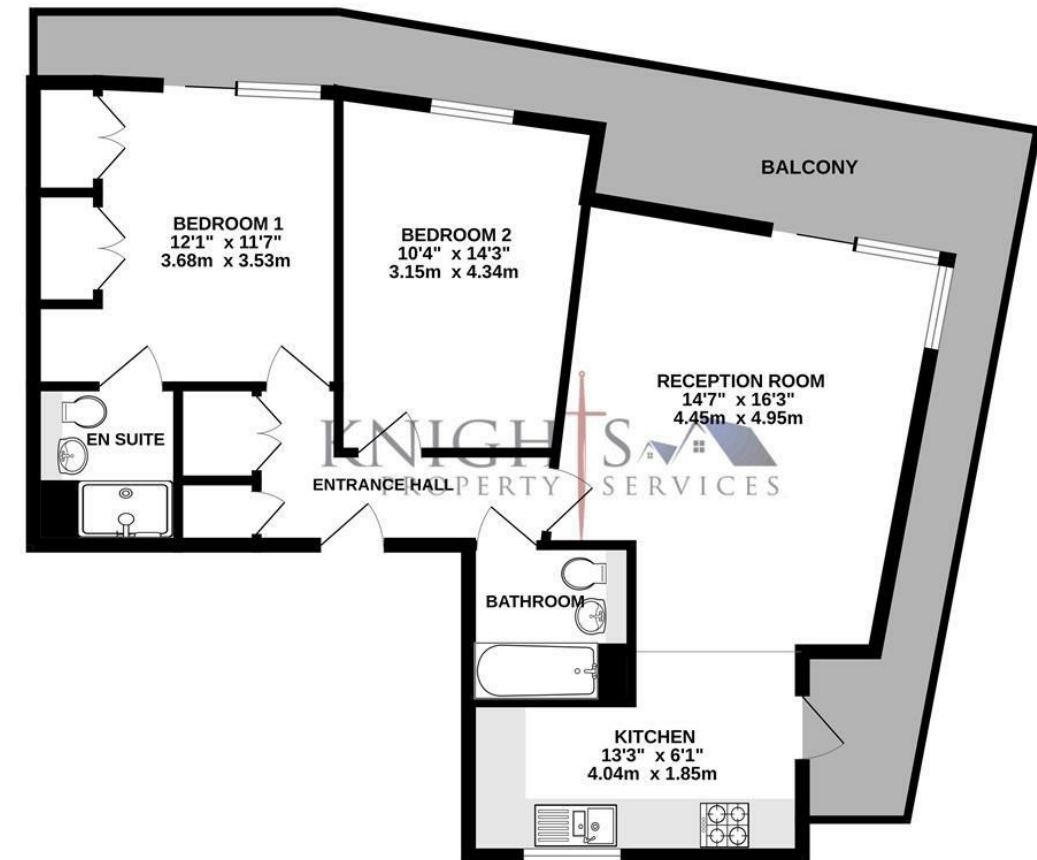 BALCONY
BEDROOM 1
12'1" x 11'7"
3.68m x 3.53m
BEDROOM 2
10'4" x 14'3"
3.15m x 4.34m
RECEPTION ROOM
14'7" x 16'3"
4.45m x 4.95m
EN SUITE
KNIGHTS
PROPERTY SERVICES
ENTRANCE HALL
BATHROOM
KITCHEN
13'3" x 6'1"
4.04m x 1.85m